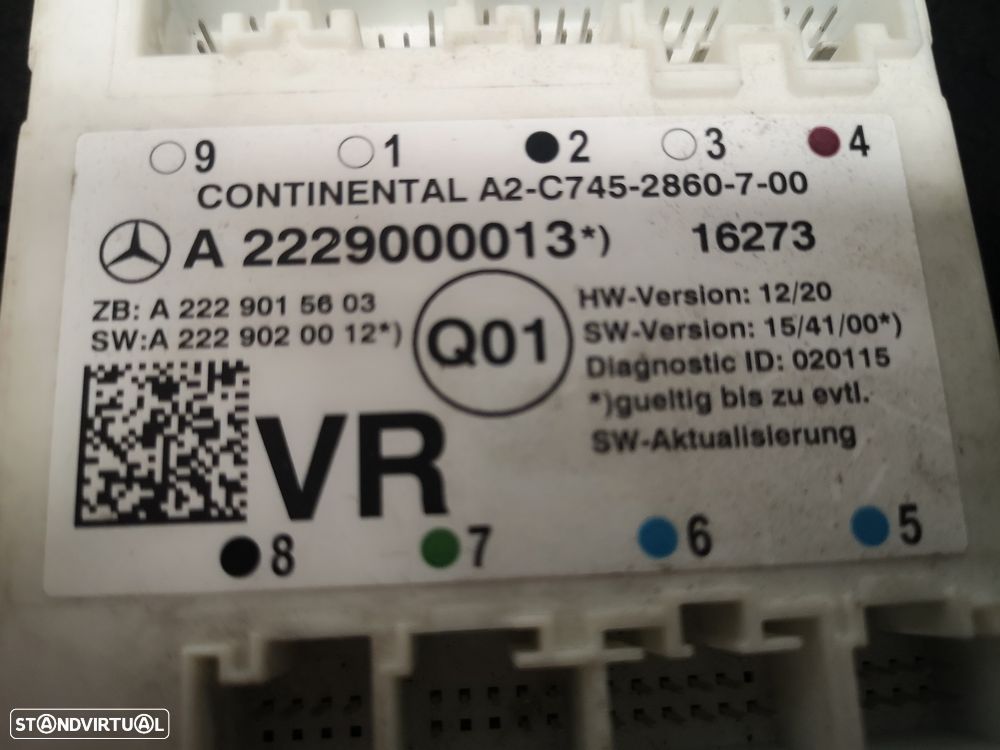 9 1 2 3 4
CONTINENTAL A2-C745-2860-7-00
A 2229000013*) 16273
ZB: A 222 901 56 03
SW:A 222 902 00 12*)
Q01
HW-Version: 12/20
SW-Version: 15/41/00*)
Diagnostic ID: 020115
*)gueltig bis zu evtl.
SW-Aktualisierung
VR
8 7 6 5
STANDVIRTUAL